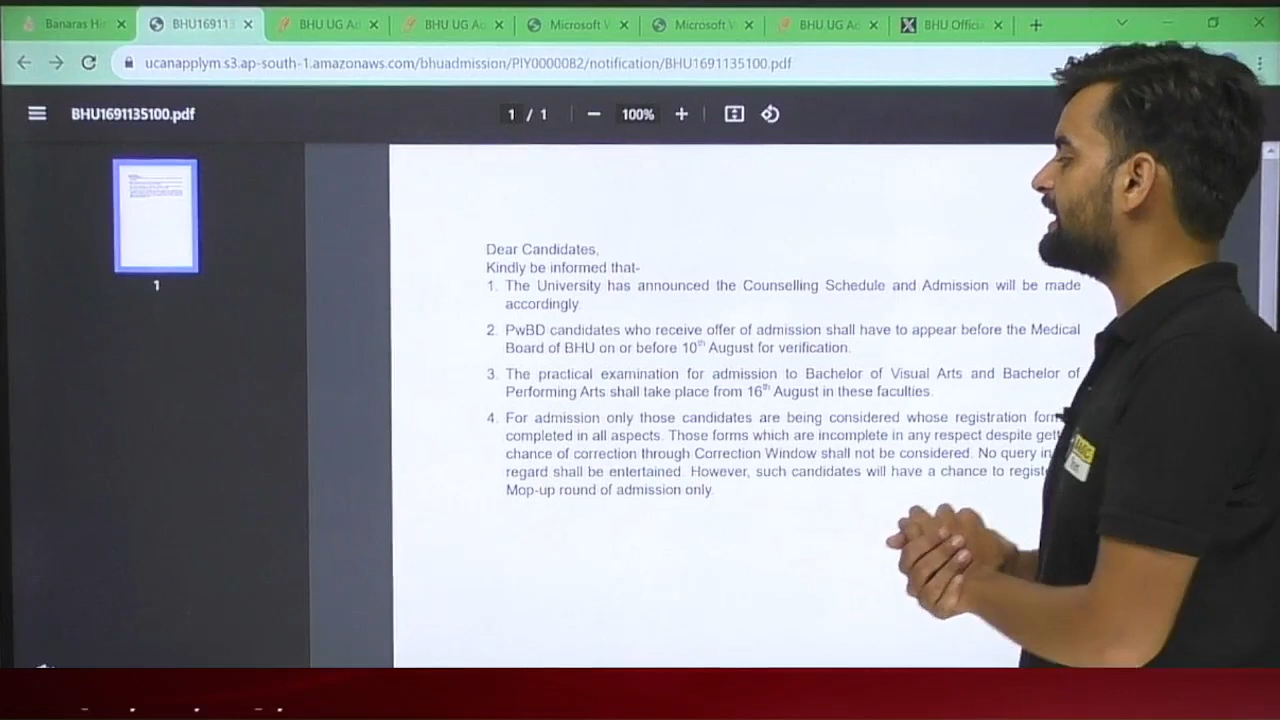 Banaras Hir
BHU16911
BHU UG Ad
BHU UG Ad
Microsoft V
Microsoft V
BHU UG Ad
BHU Officia
ucanapplym.s3.ap-south-1.amazonaws.com/bhuadmission/PIY0000082/notification/BHU1691135100.pdf
BHU1691135100.pdf
1 / 1
100%
1
Dear Candidates,
Kindly be informed that-
1. The University has announced the Counselling Schedule and Admission will be made
accordingly.
2. PwBD candidates who receive offer of admission shall have to appear before the Medical
Board of BHU on or before 10th August for verification.
3. The practical examination for admission to Bachelor of Visual Arts and Bachelor of
Performing Arts shall take place from 16th August in these faculties.
4. For admission only those candidates are being considered whose registration form
completed in all aspects. Those forms which are incomplete in any respect despite gett
chance of correction through Correction Window shall not be considered. No query in
regard shall be entertained. However, such candidates will have a chance to regist
Mop-up round of admission only.